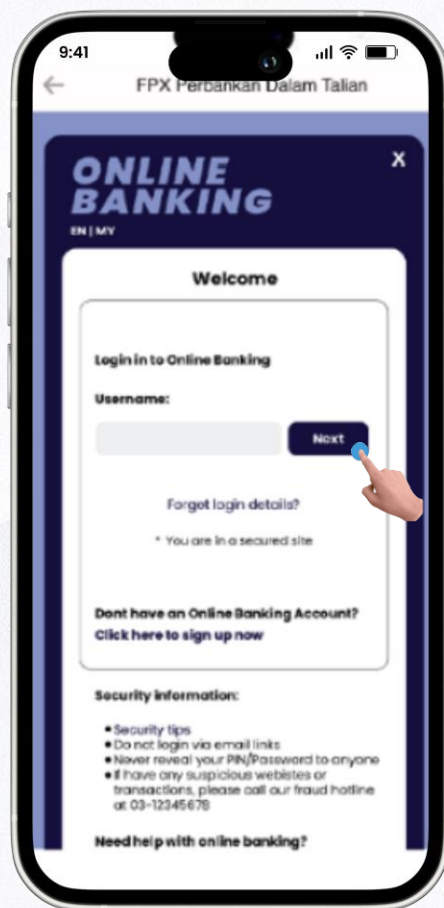 9:41
FPX Perbankan Dalam Talian
X
ONLINE
BANKING
EN | MY
Welcome
Login in to Online Banking
Username:
Next
Forgot login details?
* You are in a secured site
Dont have an Online Banking Account?
Click here to sign up now
Security information:
• Security tips
• Do not login via email links
• Never reveal your PIN/Password to anyone
• If have any suspicious webistes or
transactions, please call our fraud hotline
at 03-12345678
Need help with online banking?